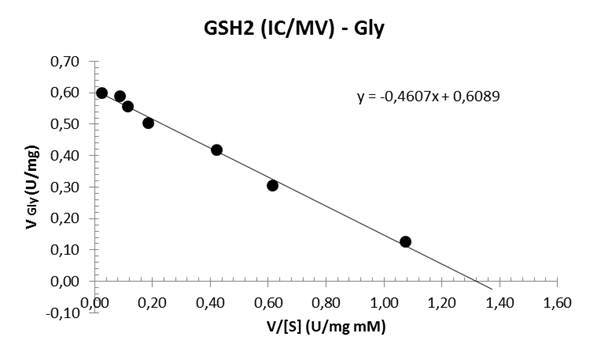 GSH2 (IC/MV) - Gly
0,70
0,60
0,50
0,40
0,30
0,20
0,10
0,00
-0,10
V Gly (U/mg)
y = -0,4607x + 0,6089
0,00 0,20 0,40 0,60 0,80 1,00 1,20 1,40 1,60
V/[S] (U/mg mM)